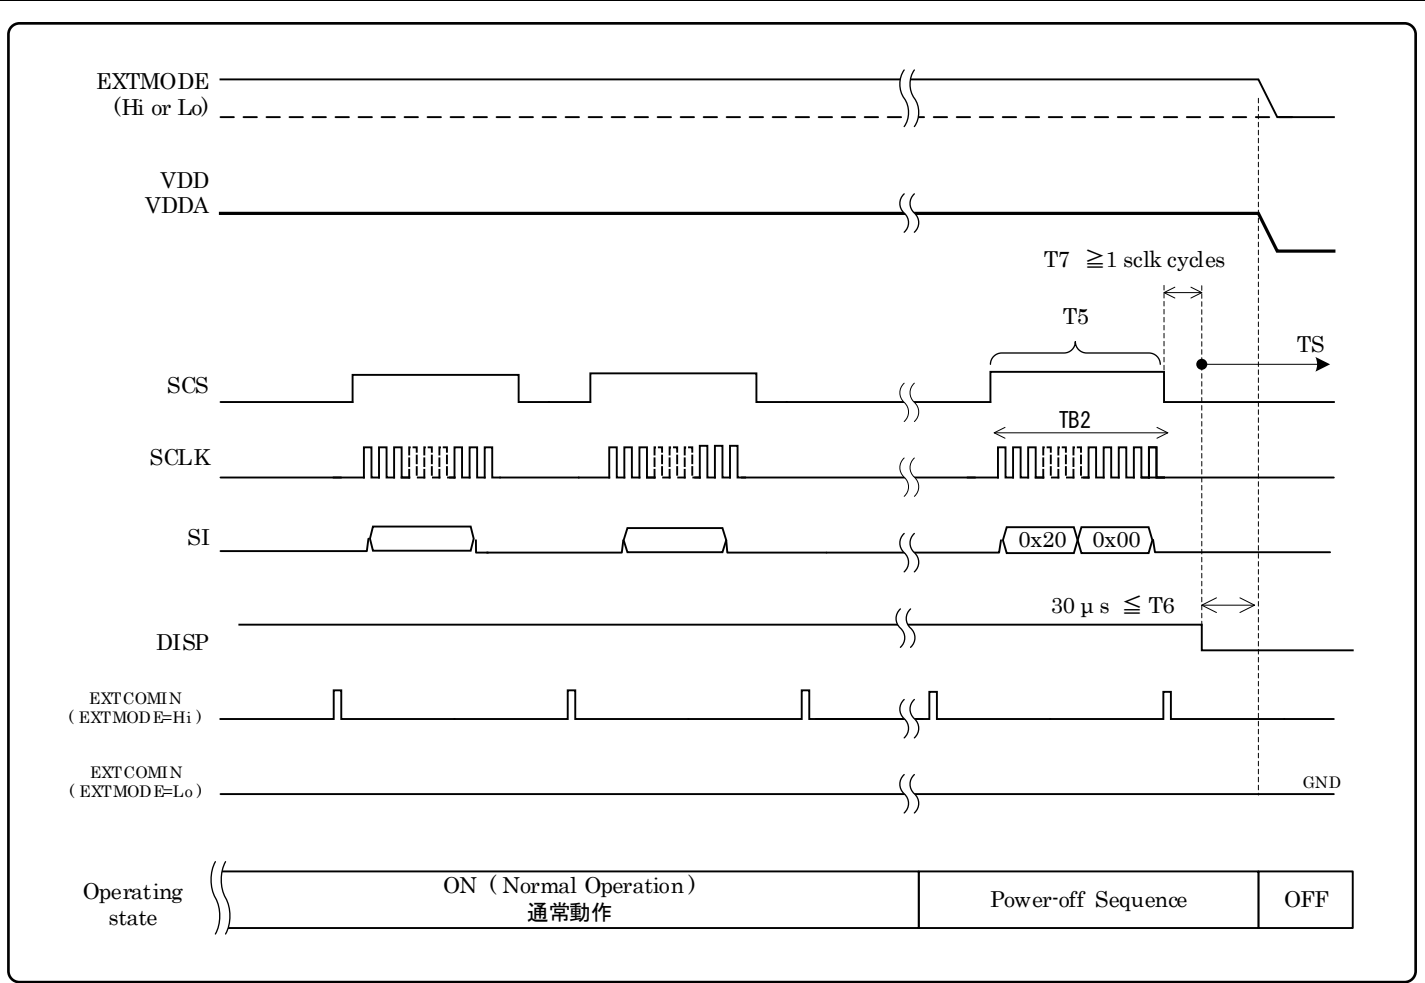 EXTMODE
(Hi or Lo)
VDD
VDDA
T7 ≧1 sclk cycles
T5
TS
SCS
TB2
SCLK
SI
0x20 0x00
30 μ s ≦ T6
DISP
EXTCOMIN
( EXTMODE=Hi )
EXTCOMIN
( EXTMODE=Lo )
GND
Operating
state
ON ( Normal Operation )
通常動作
Power-off Sequence
OFF